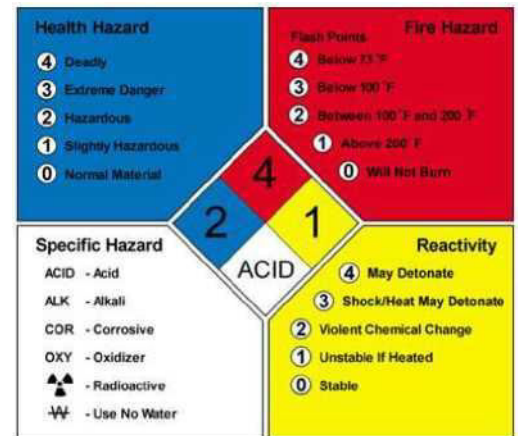 Health Hazard
4 Deadly
3 Extreme Danger
2 Hazardous
1 Slightly Hazardous
0 Normal Material
Fire Hazard
Flash Points
4 Below 73 °F
3 Below 100 °F
2 Between 100 °F and 200 °F
1 Above 200 °F
0 Will Not Burn
4
2
1
ACID
Specific Hazard
ACID - Acid
ALK - Alkali
COR - Corrosive
OXY - Oxidizer
- Radioactive
W - Use No Water
Reactivity
4 May Detonate
3 Shock/Heat May Detonate
2 Violent Chemical Change
1 Unstable If Heated
0 Stable